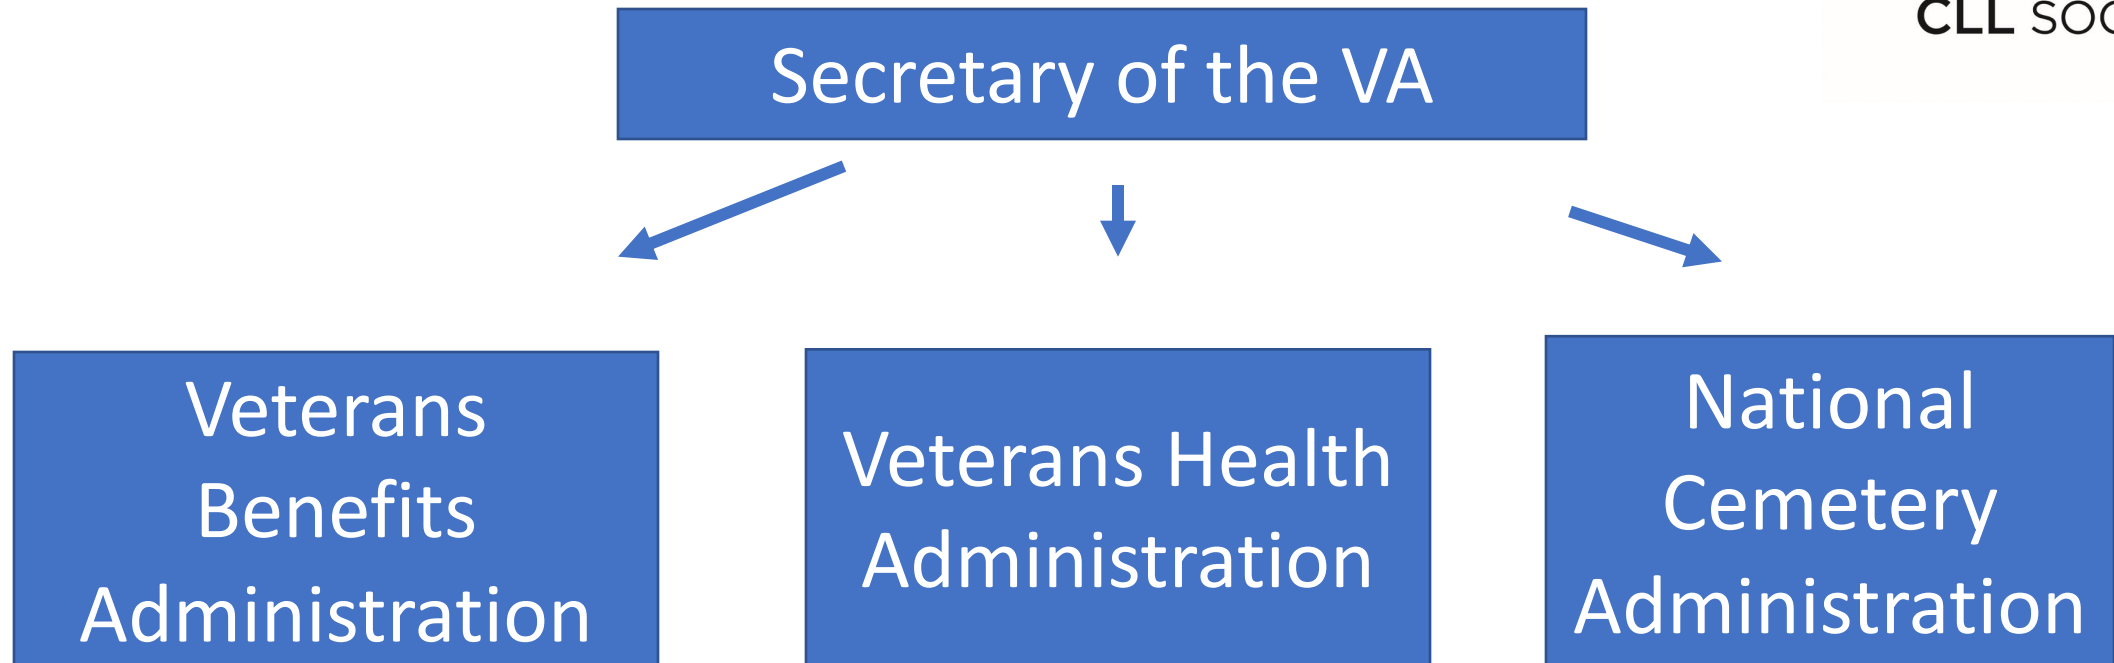 CLL
Secretary of the VA
Veterans
Benefits
Administration
Veterans Health
Administration
National
Cemetery
Administration